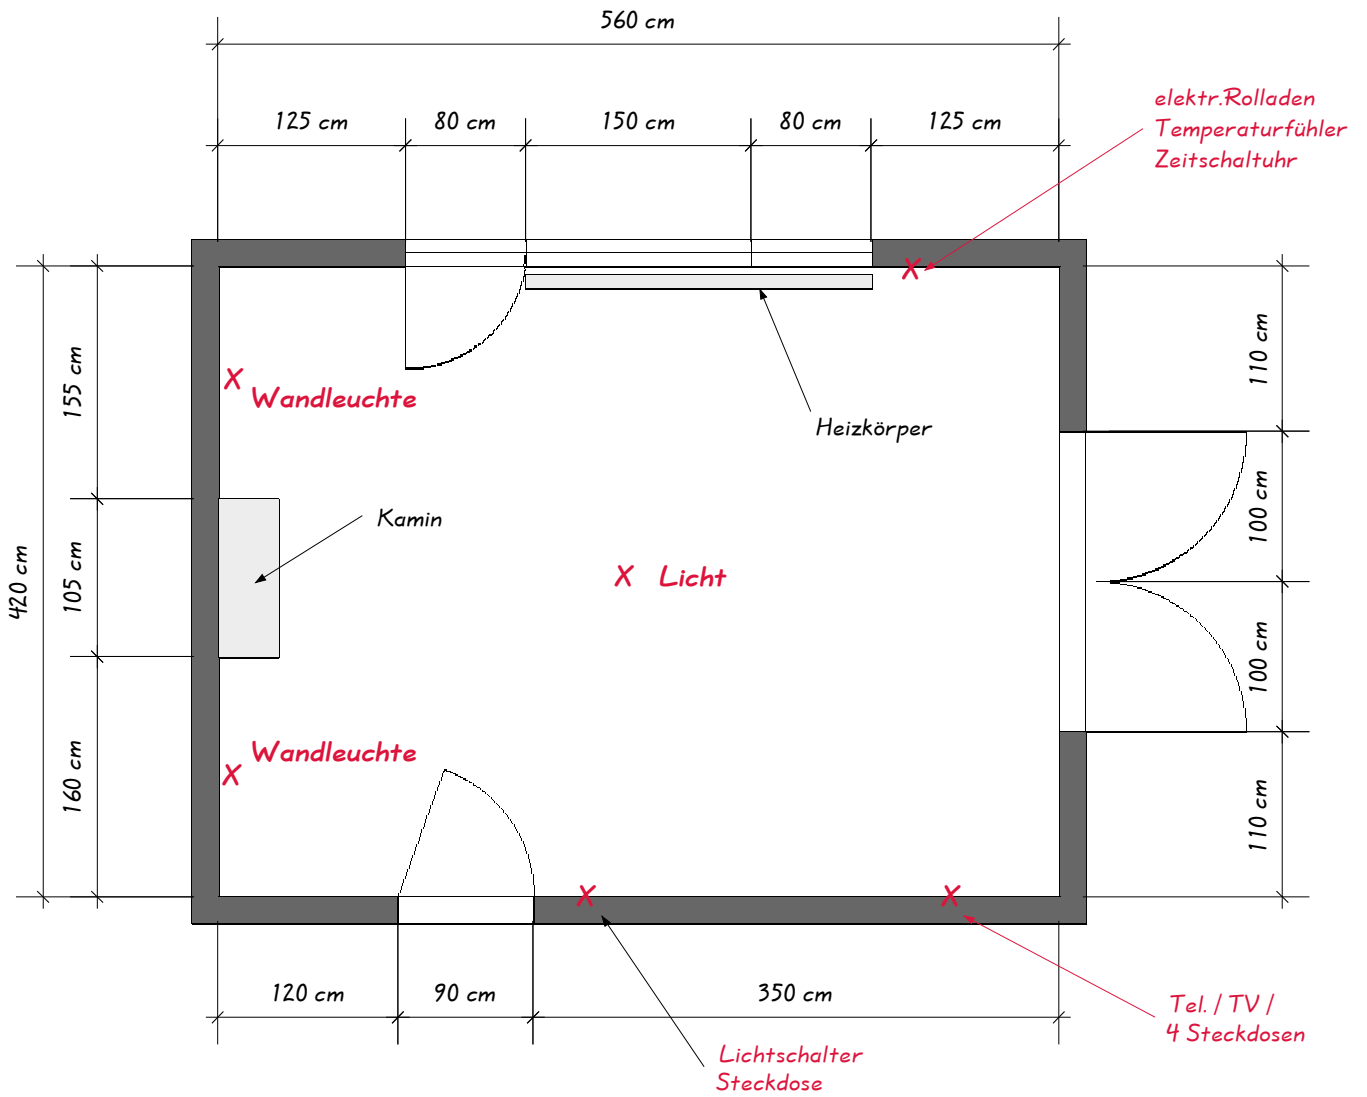 560 cm
125 cm
80 cm
150 cm
80 cm
125 cm
elektr.Rolladen
Temperaturfühler
Zeitschaltuhr
155 cm
Wandleuchte
Heizkörper
110 cm
Kamin
100 cm
420 cm
105 cm
X Licht
100 cm
Wandleuchte
160 cm
110 cm
120 cm
90 cm
350 cm
Tel. / TV /
4 Steckdosen
Lichtschalter
Steckdose